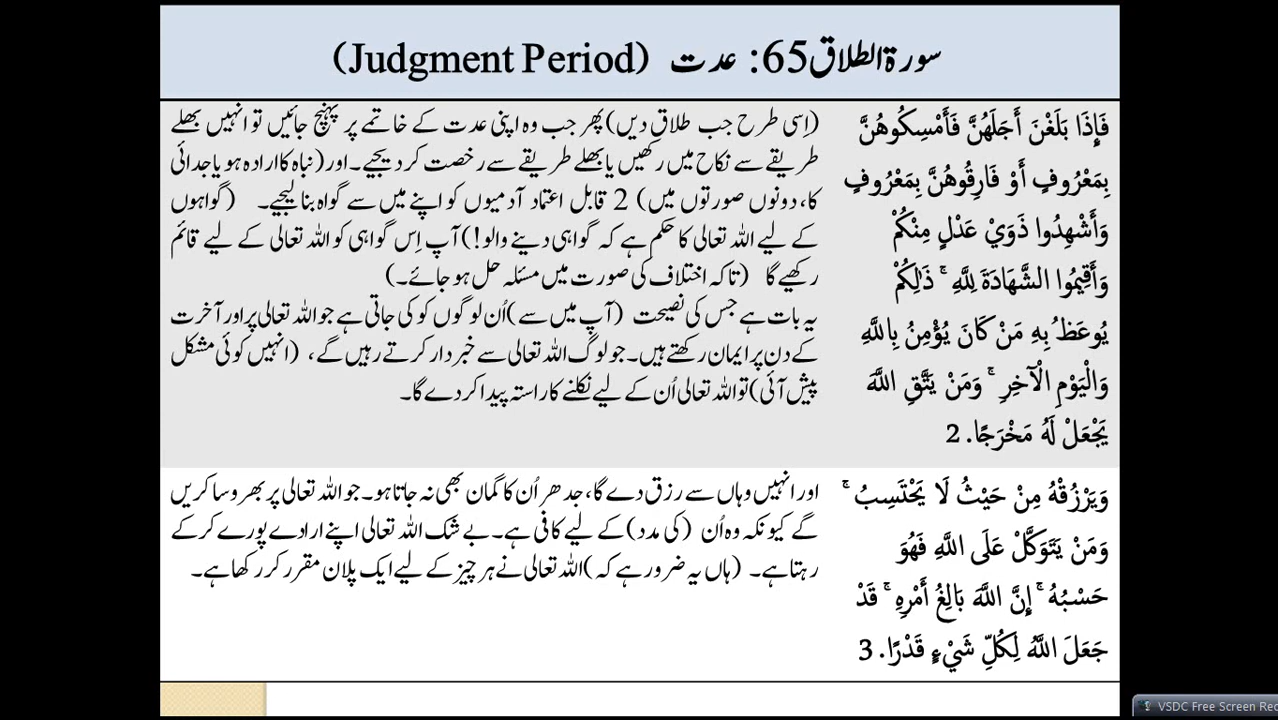 سورۃ الطلاق65: عدت (Judgment Period)
فَإِذَا بَلَغْنَ أَجَلَهُنَّ فَأَمْسِكُوهُنَّ
بِمَعْرُوفٍ أَوْ فَارِقُوهُنَّ بِمَعْرُوفٍ
وَأَشْهِدُوا ذَوَيْ عَدْلٍ مِنْكُمْ
وَأَقِيمُوا الشَّهَادَةَ لِلَّهِ ۚ ذَٰلِكُمْ
يُوعَظُ بِهِ مَنْ كَانَ يُؤْمِنُ بِاللَّهِ
وَالْيَوْمِ الْآخِرِ ۚ وَمَنْ يَتَّقِ اللَّهَ
يَجْعَلْ لَهُ مَخْرَجًا. 2
(اِسی طرح جب طلاق دیں) پھر جب وہ اپنی عدت کے خاتمے پر پہنچ جائیں تو انہیں بھلے
طریقے سے نکاح میں رکھیں یا بھلے طریقے سے رخصت کر دیجیے۔ اور (نباہ کا ارادہ ہو یا جدائی
کا، دونوں صورتوں میں) 2 قابل اعتماد آدمیوں کو اپنے میں سے گواہ بنا لیجیے۔ (گواہوں
کے لیے اللہ تعالی کا حکم ہے کہ گواہی دینے والو!) آپ اِس گواہی کو اللہ تعالی کے لیے قائم
رکھیے گا (تاکہ اختلاف کی صورت میں مسئلہ حل ہو جائے۔)
یہ بات ہے جس کی نصیحت (آپ میں سے) اُن لوگوں کو کی جاتی ہے جو اللہ تعالی پر اور آخرت
کے دن پر ایمان رکھتے ہیں۔ جو لوگ اللہ تعالی سے خبردار کرتے رہیں گے، (انہیں کوئی مشکل
پیش آئی) تو اللہ تعالی اُن کے لیے نکلنے کا راستہ پیدا کر دے گا۔
وَيَرْزُقْهُ مِنْ حَيْثُ لَا يَحْتَسِبُ ۚ
وَمَنْ يَتَوَكَّلْ عَلَى اللَّهِ فَهُوَ
حَسْبُهُ ۚ إِنَّ اللَّهَ بَالِغُ أَمْرِهِ ۚ قَدْ
جَعَلَ اللَّهُ لِكُلِّ شَيْءٍ قَدْرًا. 3
اور انہیں وہاں سے رزق دے گا، جدھر اُن کا گمان بھی نہ جاتا ہو۔ جو اللہ تعالی پر بھروسا کریں
گے کیونکہ وہ اُن (کی مدد) کے لیے کافی ہے۔ بے شک اللہ تعالی اپنے ارادے پورے کر کے
رہتا ہے۔ (ہاں یہ ضرور ہے کہ) اللہ تعالی نے ہر چیز کے لیے ایک پلان مقرر کر رکھا ہے۔
VSDC Free Screen Rec